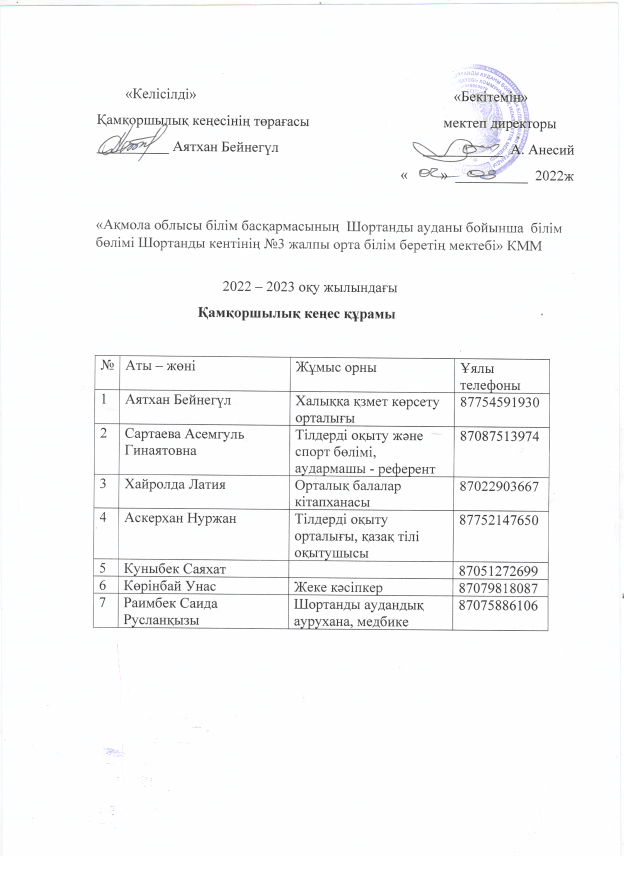 «Келісілді» «Бекітемін»
Қамқоршылық кеңесінің төрағасы мектеп директоры
__________ Аятхан Бейнегүл ____________ А. Анесий
« 02 » 09 2022ж
«Ақмола облысы білім басқармасының Шортанды ауданы бойынша білім
бөлімі Шортанды кентінің №3 жалпы орта білім беретін мектебі» КММ
2022 – 2023 оқу жылындағы
Қамқоршылық кеңес құрамы
№ Аты – жөні Жұмыс орны Ұялы
телефоны
1 Аятхан Бейнегүл Халыққа қзмет көрсету 87754591930
орталығы
2 Сартаева Асемгуль Тілдерді оқыту және 87087513974
Гинаятовна спорт бөлімі,
аудармашы - референт
3 Хайролда Латия Орталық балалар 87022903667
кітапханасы
4 Аскерхан Нуржан Тілдерді оқыту 87752147650
орталығы, қазақ тілі
оқытушысы
5 Куныбек Саяхат 87051272699
6 Көрінбай Унас Жеке кәсіпкер 87079818087
7 Раимбек Саида Шортанды аудандық 87075886106
Русланқызы аурухана, медбике